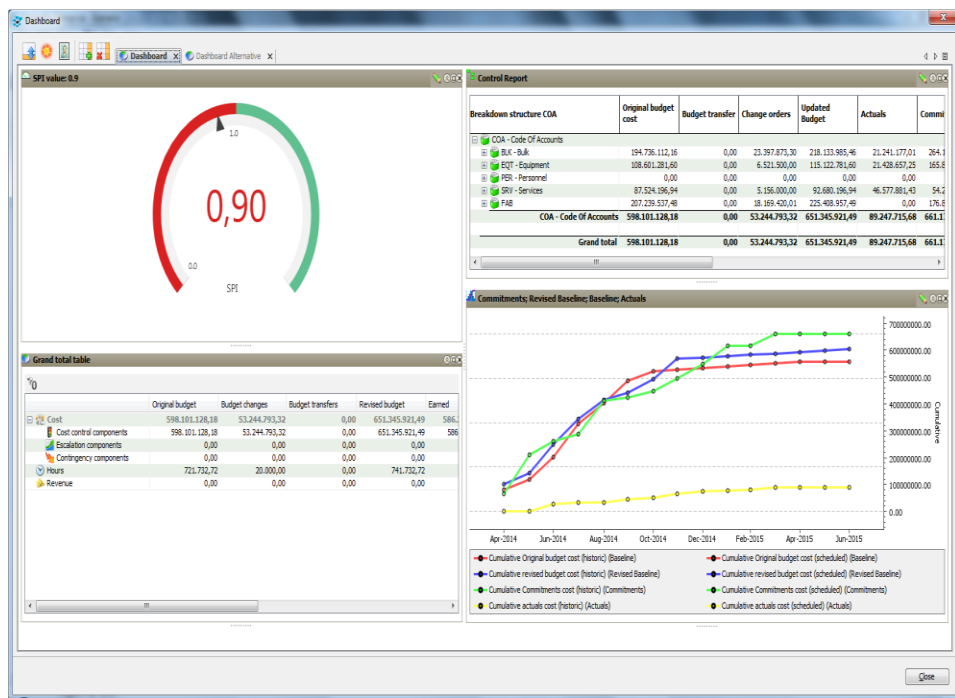 Dashboard
Dashboard X Dashboard Alternative X
SPI value: 0.9
1.0
0,90
0.0
SPI
Control Report
Breakdown structure COA Original budget cost Budget transfer Change orders Updated Budget Actuals Commi
COA - Code Of Accounts
BLK - Bulk 194.736.112,16 0,00 23.397.873,30 218.133.985,46 21.241.177,01 264.1
EQT - Equipment 108.601.281,60 0,00 6.521.500,00 115.122.781,60 21.428.657,25 165.8
PER - Personnel 0,00 0,00 0,00 0,00 0,00
SRV - Services 87.524.196,94 0,00 5.156.000,00 92.680.196,94 46.577.881,43 54.2
FAB 207.239.537,48 0,00 18.169.420,01 225.408.957,49 0,00 176.8
COA - Code Of Accounts 598.101.128,18 0,00 53.244.793,32 651.345.921,49 89.247.715,68 661.1
Grand total 598.101.128,18 0,00 53.244.793,32 651.345.921,49 89.247.715,68 661.1
Grand total table
Original budget Budget changes Budget transfers Revised budget Earned
Cost 598.101.128,18 53.244.793,32 0,00 651.345.921,49 586.
Cost control components 598.101.128,18 53.244.793,32 0,00 651.345.921,49 586
Escalation components 0,00 0,00 0,00 0,00
Contingency components 0,00 0,00 0,00 0,00
Hours 721.732,72 20.000,00 0,00 741.732,72
Revenue 0,00 0,00 0,00 0,00
Commitments; Revised Baseline; Baseline; Actuals
700000000.00
600000000.00
500000000.00
400000000.00
300000000.00
200000000.00
100000000.00
0.00
Cumulative
Apr-2014 Jun-2014 Aug-2014 Oct-2014 Dec-2014 Feb-2015 Apr-2015 Jun-2015
Cumulative Original budget cost (historic) (Baseline) Cumulative Original budget cost (scheduled) (Baseline)
Cumulative revised budget cost (historic) (Revised Baseline) Cumulative revised budget cost (scheduled) (Revised Baseline)
Cumulative Commitments cost (historic) (Commitments) Cumulative Commitments cost (scheduled) (Commitments)
Cumulative actuals cost (historic) (Actuals) Cumulative actuals cost (scheduled) (Actuals)
Close